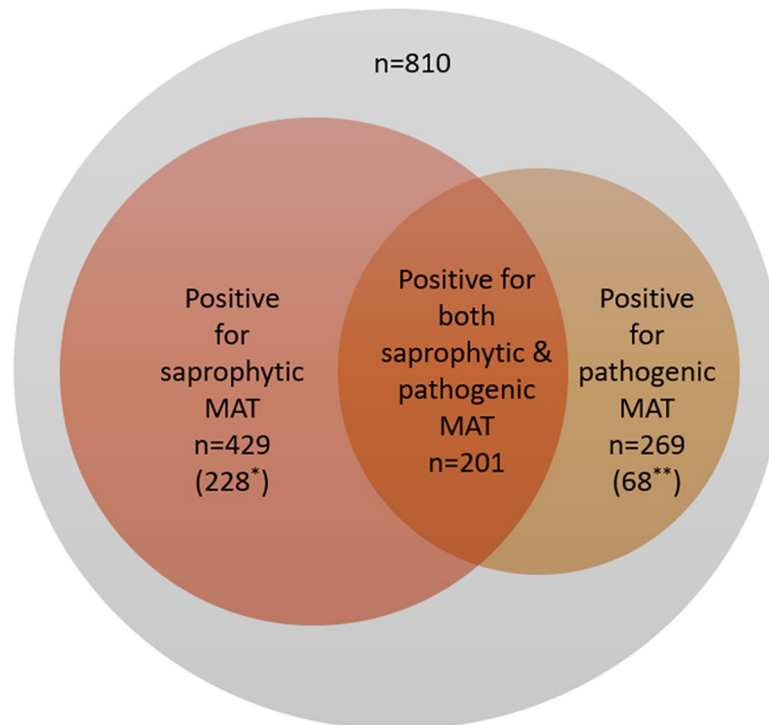 n=810
Positive
for
saprophytic
MAT
n=429
(228*)
Positive for
both
saprophytic &
pathogenic
MAT
n=201
Positive
for
pathogenic
MAT
n=269
(68**)